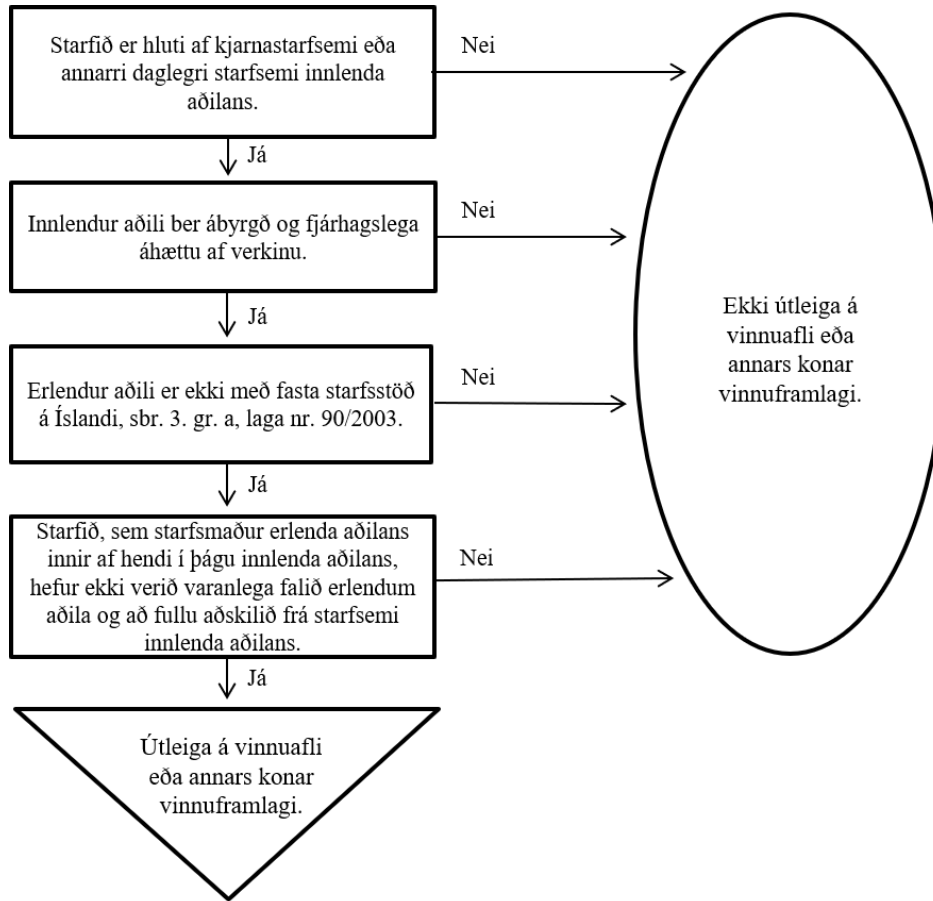 Starfið er hluti af kjarnastarfsemi eða
annarri daglegri starfsemi innlenda
aðilans.
Nei
Já
Innlendur aðili ber ábyrgð og fjárhagslega
áhættu af verkinu.
Nei
Já
Erlendur aðili er ekki með fasta starfsstöð
á Íslandi, sbr. 3. gr. a, laga nr. 90/2003.
Nei
Já
Starfið, sem starfsmaður erlenda aðilans
innir af hendi í þágu innlenda aðilans,
hefur ekki verið varanlega falið erlendum
aðila og að fullu aðskilið frá starfsemi
innlenda aðilans.
Nei
Já
Útleiga á vinnuafli
eða annars konar
vinnuframlagi.
Ekki útleiga á
vinnuafli eða
annars konar
vinnuframlagi.